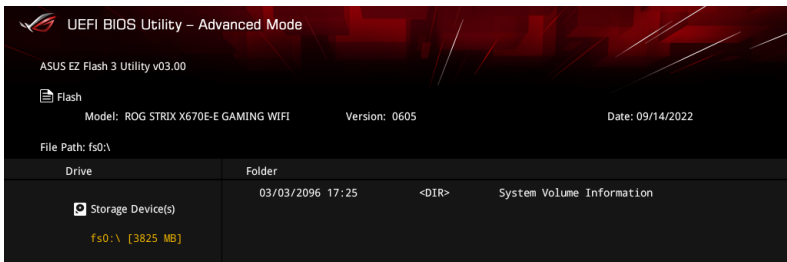 UEFI BIOS Utility – Advanced Mode
ASUS EZ Flash 3 Utility v03.00
Flash
Model: ROG STRIX X670E-E GAMING WIFI Version: 0605 Date: 09/14/2022
File Path: fs0:\
Drive Folder
03/03/2096 17:25 <DIR> System Volume Information
Storage Device(s)
fs0:\ [3825 MB]